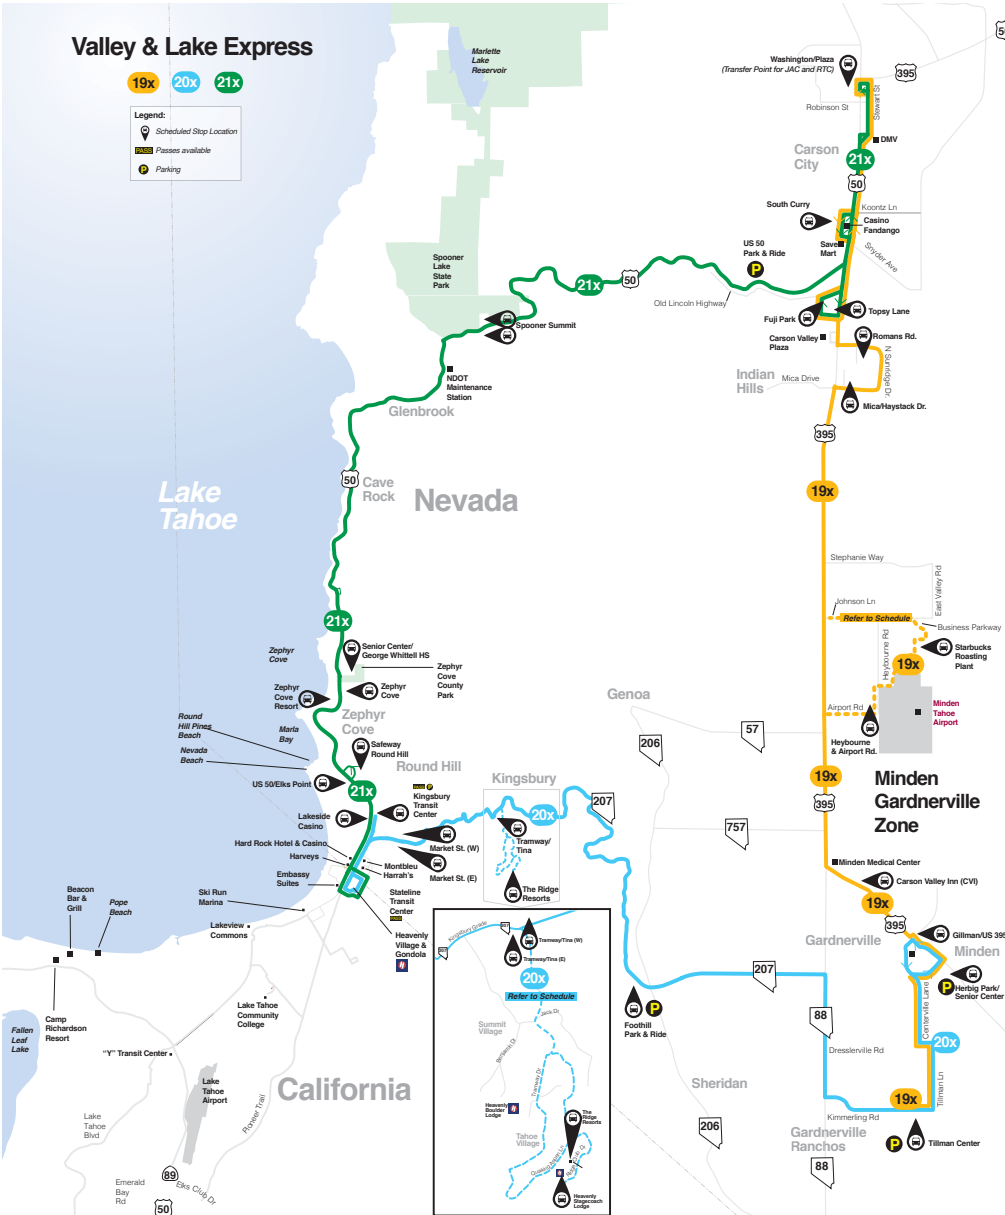 Valley & Lake Express
19x
20x
21x
Legend:
Scheduled Stop Location
PASS
Passes available
P
Parking
Marlette
Lake
Reservoir
Washington/Plaza
(Transfer Point for JAC and RTC)
395
Robinson St
Stewart St
DMV
Carson
City
21x
50
Koontz Ln
South Curry
Casino
Fandango
Save
Mart
Snyder Ave
US 50
Park & Ride
P
Spooner
Lake
State
Park
21x
50
Old Lincoln Highway
Fuji Park
Topsy Lane
Spooner Summit
Carson Valley
Plaza
Romans Rd.
N Sunridge Dr.
Indian
Hills
Mica Drive
Mica/Haystack Dr.
NDOT
Maintenance
Station
Glenbrook
395
50
Cave
Rock
Nevada
Lake
Tahoe
19x
Stephanie Way
East Valley Rd
Johnson Ln
Refer to Schedule
Business Parkway
21x
Heybourne Rd
Starbucks
Roasting
Plant
19x
Zephyr
Cove
Senior Center/
George Whittell HS
Zephyr
Cove
County
Park
Zephyr
Cove
Zephyr
Cove
Resort
Genoa
Airport Rd
Minden
Tahoe
Airport
Heybourne
& Airport Rd.
Round
Hill Pines
Beach
Marla
Bay
Zephyr
Cove
57
206
Nevada
Beach
Safeway
Round Hill
Round Hill
Kingsbury
19x
395
Minden
Gardnerville
Zone
US 50/Elks Point
21x
PASS
P
Kingsbury
Transit
Center
207
20x
Lakeside
Casino
757
Market St. (W)
Tramway/
Tina
Hard Rock Hotel & Casino
Harveys
Montbleu
Harrah's
Market St. (E)
Minden Medical Center
Embassy
Suites
Carson Valley Inn (CVI)
The Ridge
Resorts
Ski Run
Marina
Stateline
Transit
Center
PASS
19x
Beacon
Bar &
Grill
Pope
Beach
395
Gillman/US 395
Lakeview
Commons
Heavenly
Village &
Gondola
Kingsbury Grade
207
207
Tramway/Tina (W)
Tramway/Tina (E)
Gardnerville
Minden
20x
Refer to Schedule
207
Herbig Park/
Senior Center
P
Centerville Lane
Lake Tahoe
Community
College
Camp
Richardson
Resort
Jack Dr
Summit
Village
Foothill
Park & Ride
P
88
Fallen
Leaf
Lake
20x
Dresslerville Rd
"Y" Transit Center
Tramway Dr
Lake
Tahoe
Airport
California
Sheridan
Tillman Ln
19x
Heavenly
Boulder
Lodge
The
Ridge
Resorts
Pioneer Trail
Lake
Tahoe
Blvd
206
Kimmerling Rd
Tahoe
Village
Gardnerville
Ranchos
P
Tillman Center
89
Elks Club Dr
88
Emerald
Bay
Rd
Heavenly
Stagecoach
Lodge
50